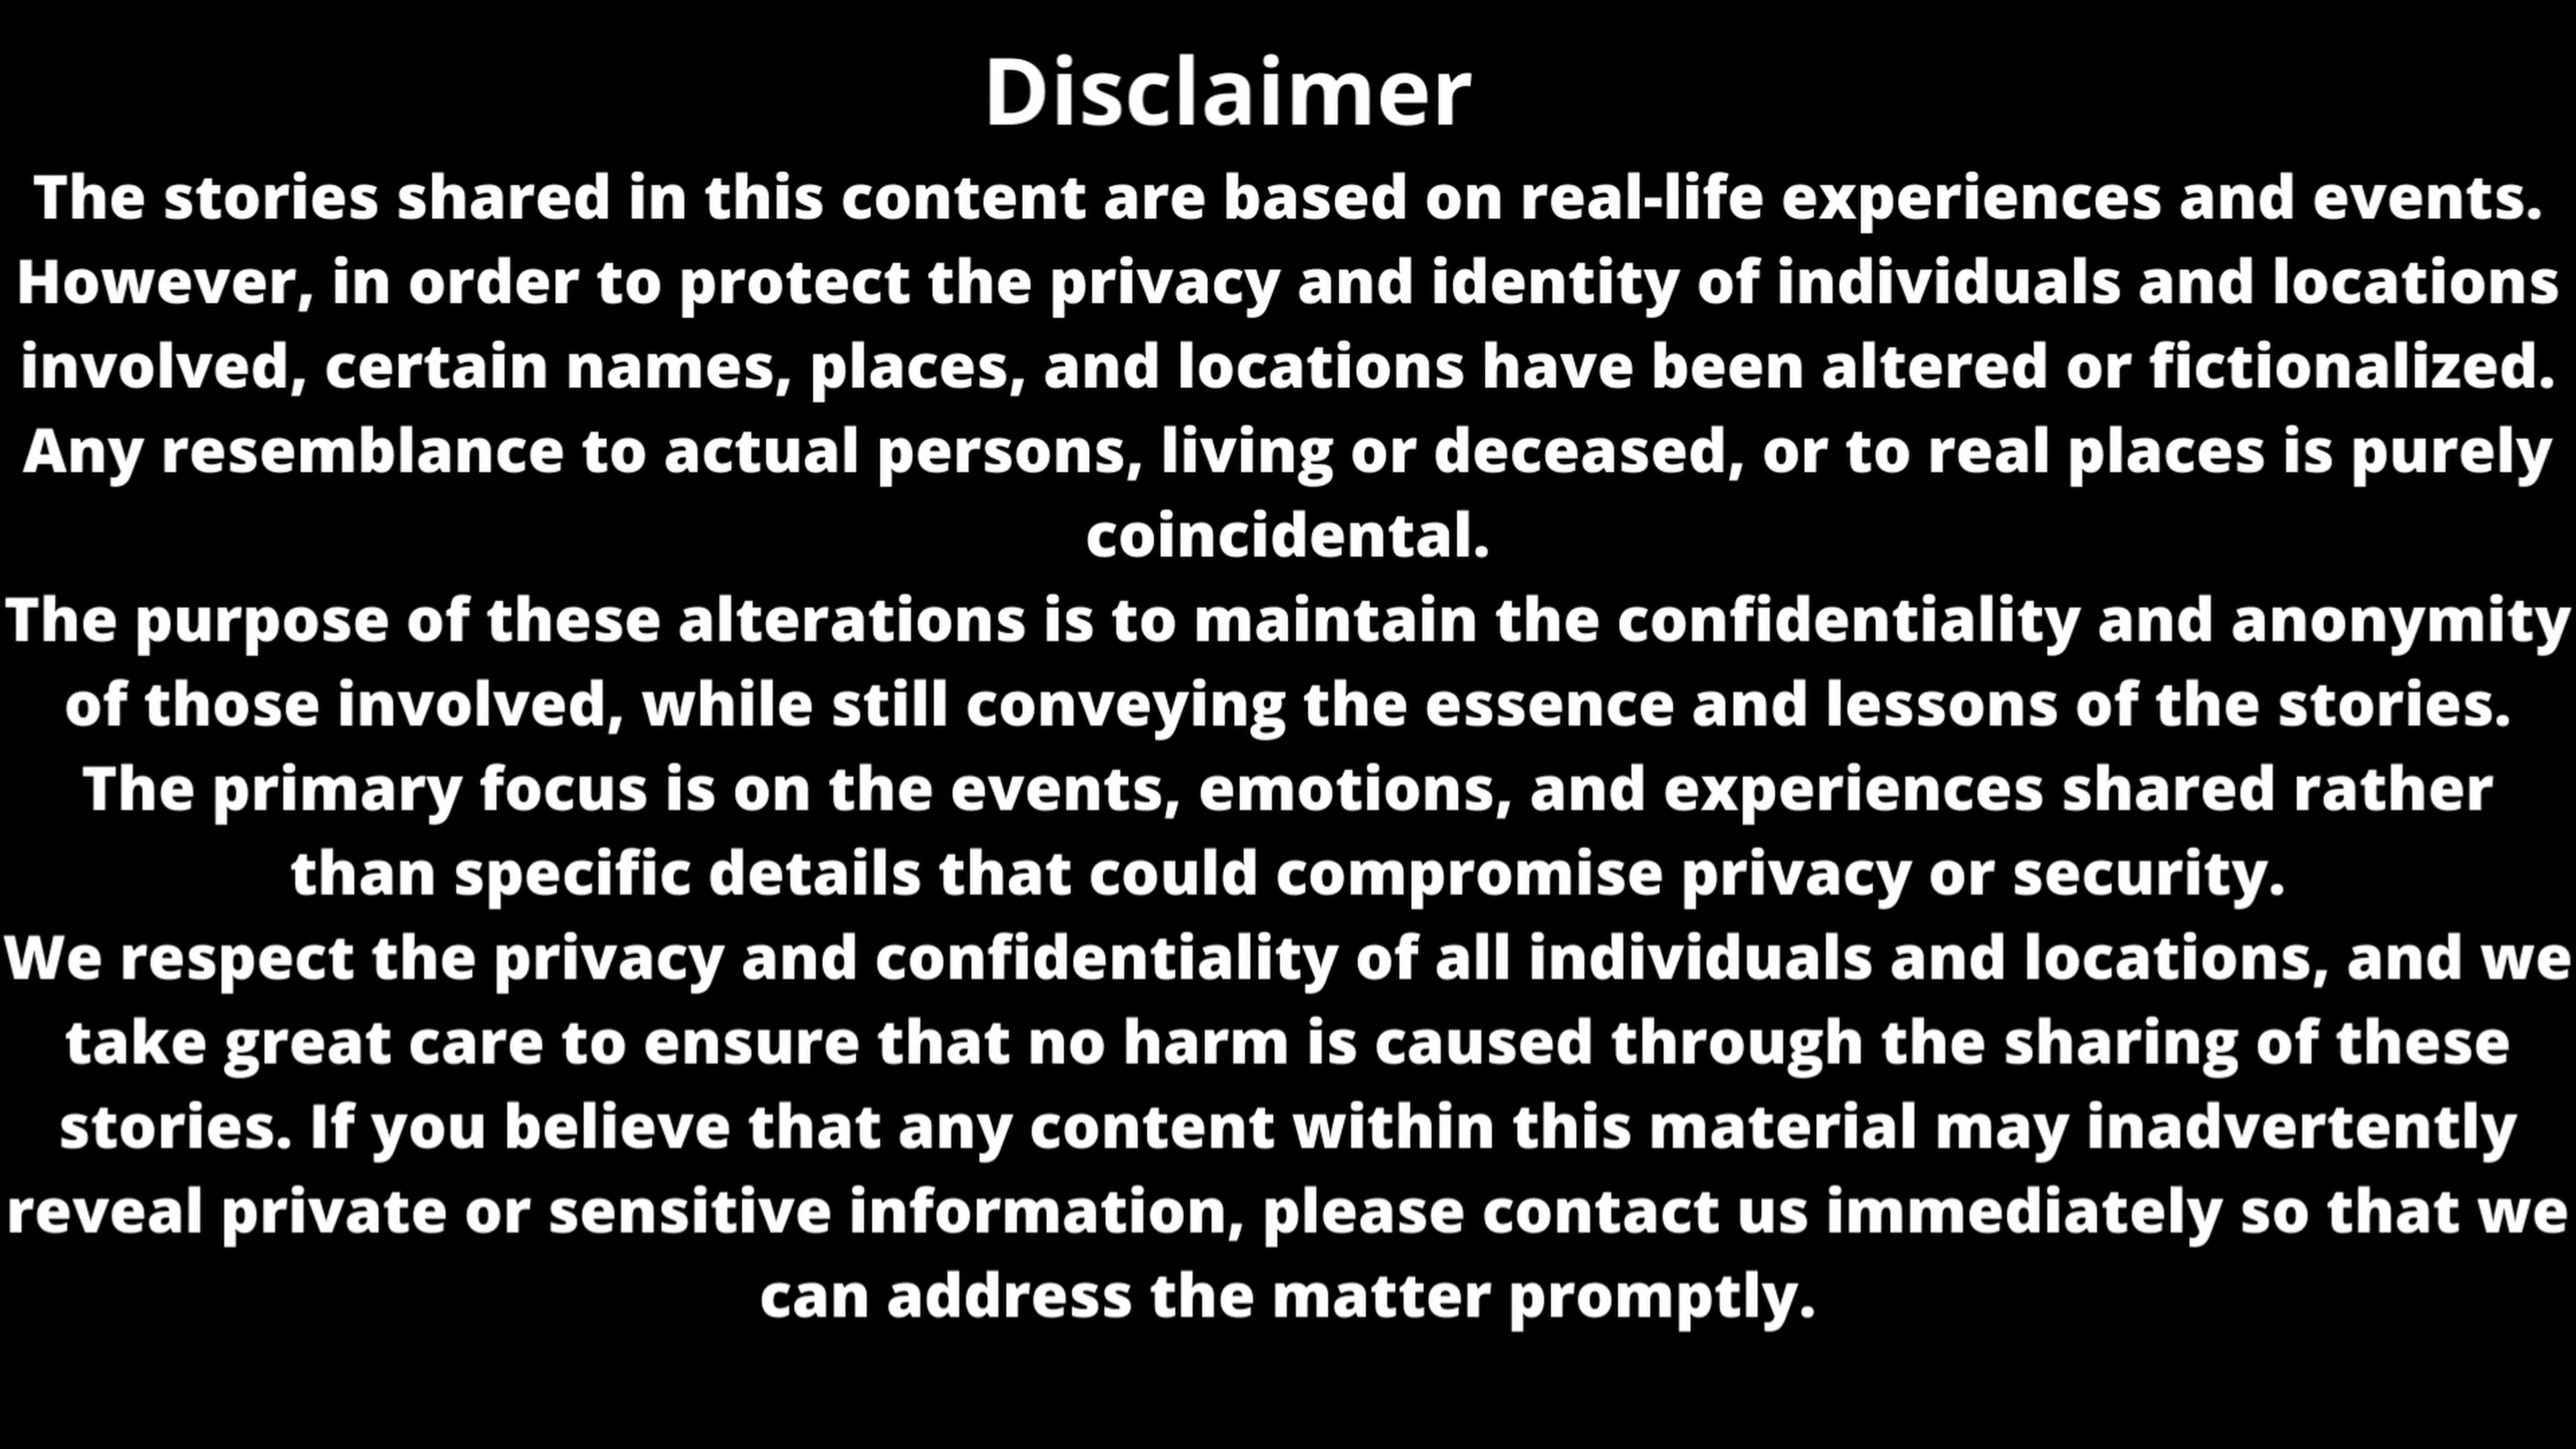 Disclaimer
The stories shared in this content are based on real-life experiences and events.
However, in order to protect the privacy and identity of individuals and locations
involved, certain names, places, and locations have been altered or fictionalized.
Any resemblance to actual persons, living or deceased, or to real places is purely
coincidental.
The purpose of these alterations is to maintain the confidentiality and anonymity
of those involved, while still conveying the essence and lessons of the stories.
The primary focus is on the events, emotions, and experiences shared rather
than specific details that could compromise privacy or security.
We respect the privacy and confidentiality of all individuals and locations, and we
take great care to ensure that no harm is caused through the sharing of these
stories. If you believe that any content within this material may inadvertently
reveal private or sensitive information, please contact us immediately so that we
can address the matter promptly.